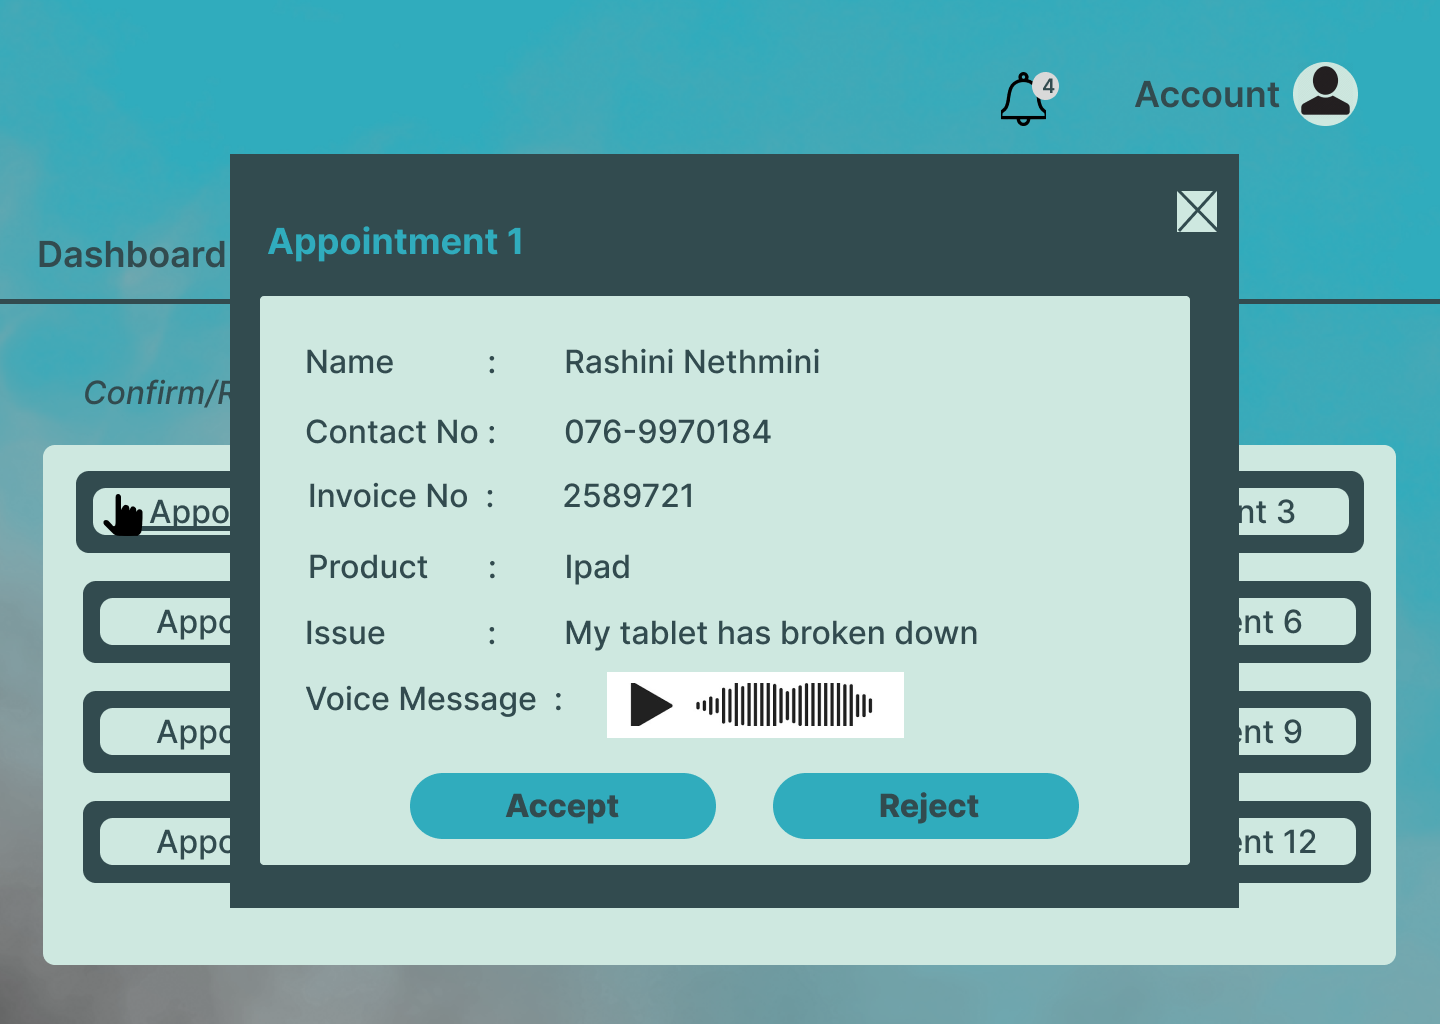 4
Account
Dashboard
Appointment 1
Name : Rashini Nethmini
Confirm/R
Contact No : 076-9970184
Invoice No : 2589721
Appo
nt 3
Product : Ipad
Issue : My tablet has broken down
Appo
ent 6
Voice Message :
Appo
ent 9
Accept
Reject
Appo
ent 12